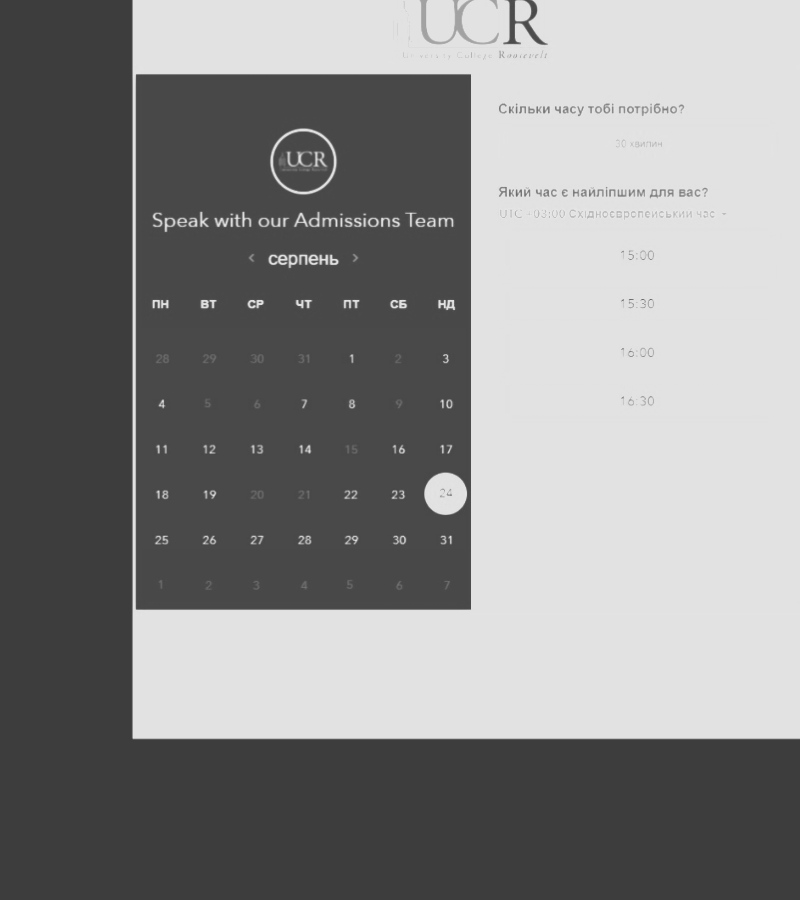 UCR
University College Roosevelt
UCR
Speak with our Admissions Team
< серпень >
ПН ВТ СР ЧТ ПТ СБ НД
28 29 30 31 1 2 3
4 5 6 7 8 9 10
11 12 13 14 15 16 17
18 19 20 21 22 23 24
25 26 27 28 29 30 31
1 2 3 4 5 6 7
Скільки часу тобі потрібно?
30 хвилин
Який час є найліпшим для вас?
UTC +03:00 Східноєвропейський час
15:00
15:30
16:00
16:30